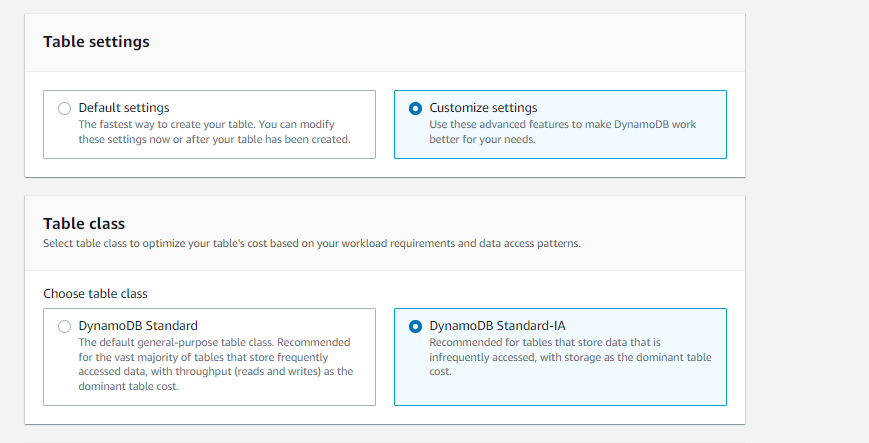 Table settings
Default settings
The fastest way to create your table. You can modify
these settings now or after your table has been created.
Customize settings
Use these advanced features to make DynamoDB work
better for your needs.
Table class
Select table class to optimize your table's cost based on your workload requirements and data access patterns.
Choose table class
DynamoDB Standard
The default general-purpose table class. Recommended
for the vast majority of tables that store frequently
accessed data, with throughput (reads and writes) as the
dominant table cost.
DynamoDB Standard-IA
Recommended for tables that store data that is
infrequently accessed, with storage as the dominant table
cost.